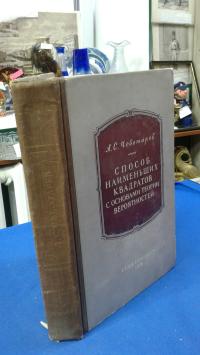 А. С. Чеботарев
СПОСОБ
НАИМЕНЬШИХ
КВАДРАТОВ
С ОСНОВАМИ ТЕОРИИ
ВЕРОЯТНОСТЕЙ